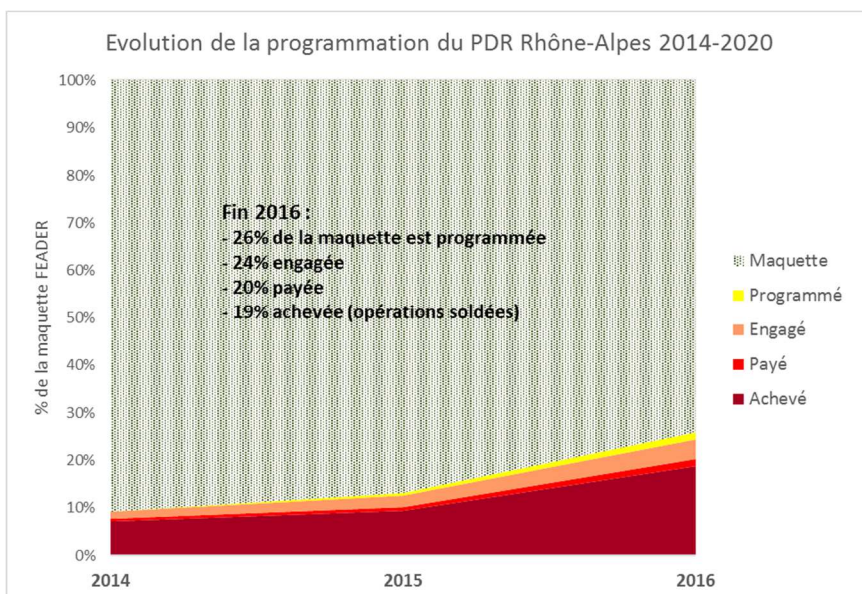 Evolution de la programmation du PDR Rhône-Alpes 2014-2020
% de la maquette FEADER
100%
90%
80%
70%
60%
50%
40%
30%
20%
10%
0%
Fin 2016 :
- 26% de la maquette est programmée
- 24% engagée
- 20% payée
- 19% achevée (opérations soldées)
Maquette
Programmé
Engagé
Payé
Achevé
2014
2015
2016